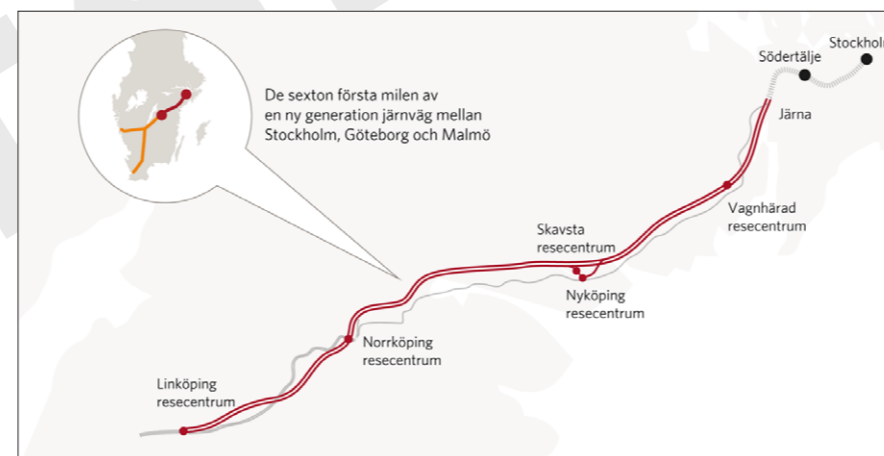 Stockholm
Södertälje
De sexton första milen av
en ny generation järnväg mellan
Stockholm, Göteborg och Malmö
Järna
Vagnhärad
resecentrum
Skavsta
resecentrum
Nyköping
resecentrum
Norrköping
resecentrum
Linköping
resecentrum